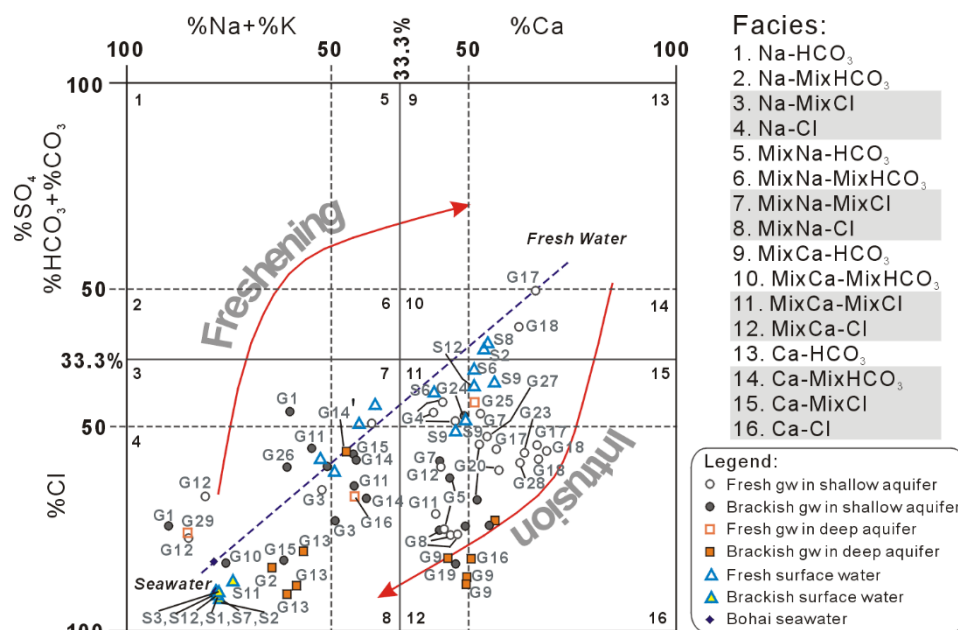 %Na+%K
%Ca
100
50
33.3%
50
100
%SO₄
%HCO₃+%CO₃
%Cl
100
50
33.3%
50
100
1
5
9
13
2
6
10
14
3
7
11
15
4
8
12
16
Freshening
Intrusion
Fresh Water
Seawater
G17
G18
S8
S2
S12
S6
S9
G27
S6
G24
G25
G4
G7
G23
S9
G17
G17
G18
G20
G28
G7
G12
G5
G11
G8
G9
G16
G19
G9
G1
G14'
G11
G15
G14
G26
G11
G14
G16
G3
G3
G12
G1
G29
G12
G10
G15
G13
G2
G13
G13
S11
S3,S12,S1,S7,S2
Facies:
1. Na-HCO₃
2. Na-MixHCO₃
3. Na-MixCl
4. Na-Cl
5. MixNa-HCO₃
6. MixNa-MixHCO₃
7. MixNa-MixCl
8. MixNa-Cl
9. MixCa-HCO₃
10. MixCa-MixHCO₃
11. MixCa-MixCl
12. MixCa-Cl
13. Ca-HCO₃
14. Ca-MixHCO₃
15. Ca-MixCl
16. Ca-Cl
Legend:
Fresh gw in shallow aquifer
Brackish gw in shallow aquifer
Fresh gw in deep aquifer
Brackish gw in deep aquifer
Fresh surface water
Brackish surface water
Bohai seawater